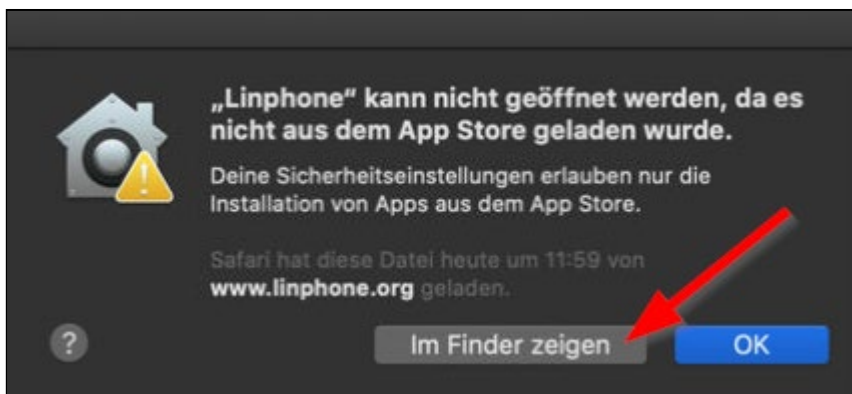 „Linphone“ kann nicht geöffnet werden, da es
nicht aus dem App Store geladen wurde.
Deine Sicherheitseinstellungen erlauben nur die
Installation von Apps aus dem App Store.
Safari hat diese Datei heute um 11:59 von
www.linphone.org geladen.
? Im Finder zeigen OK